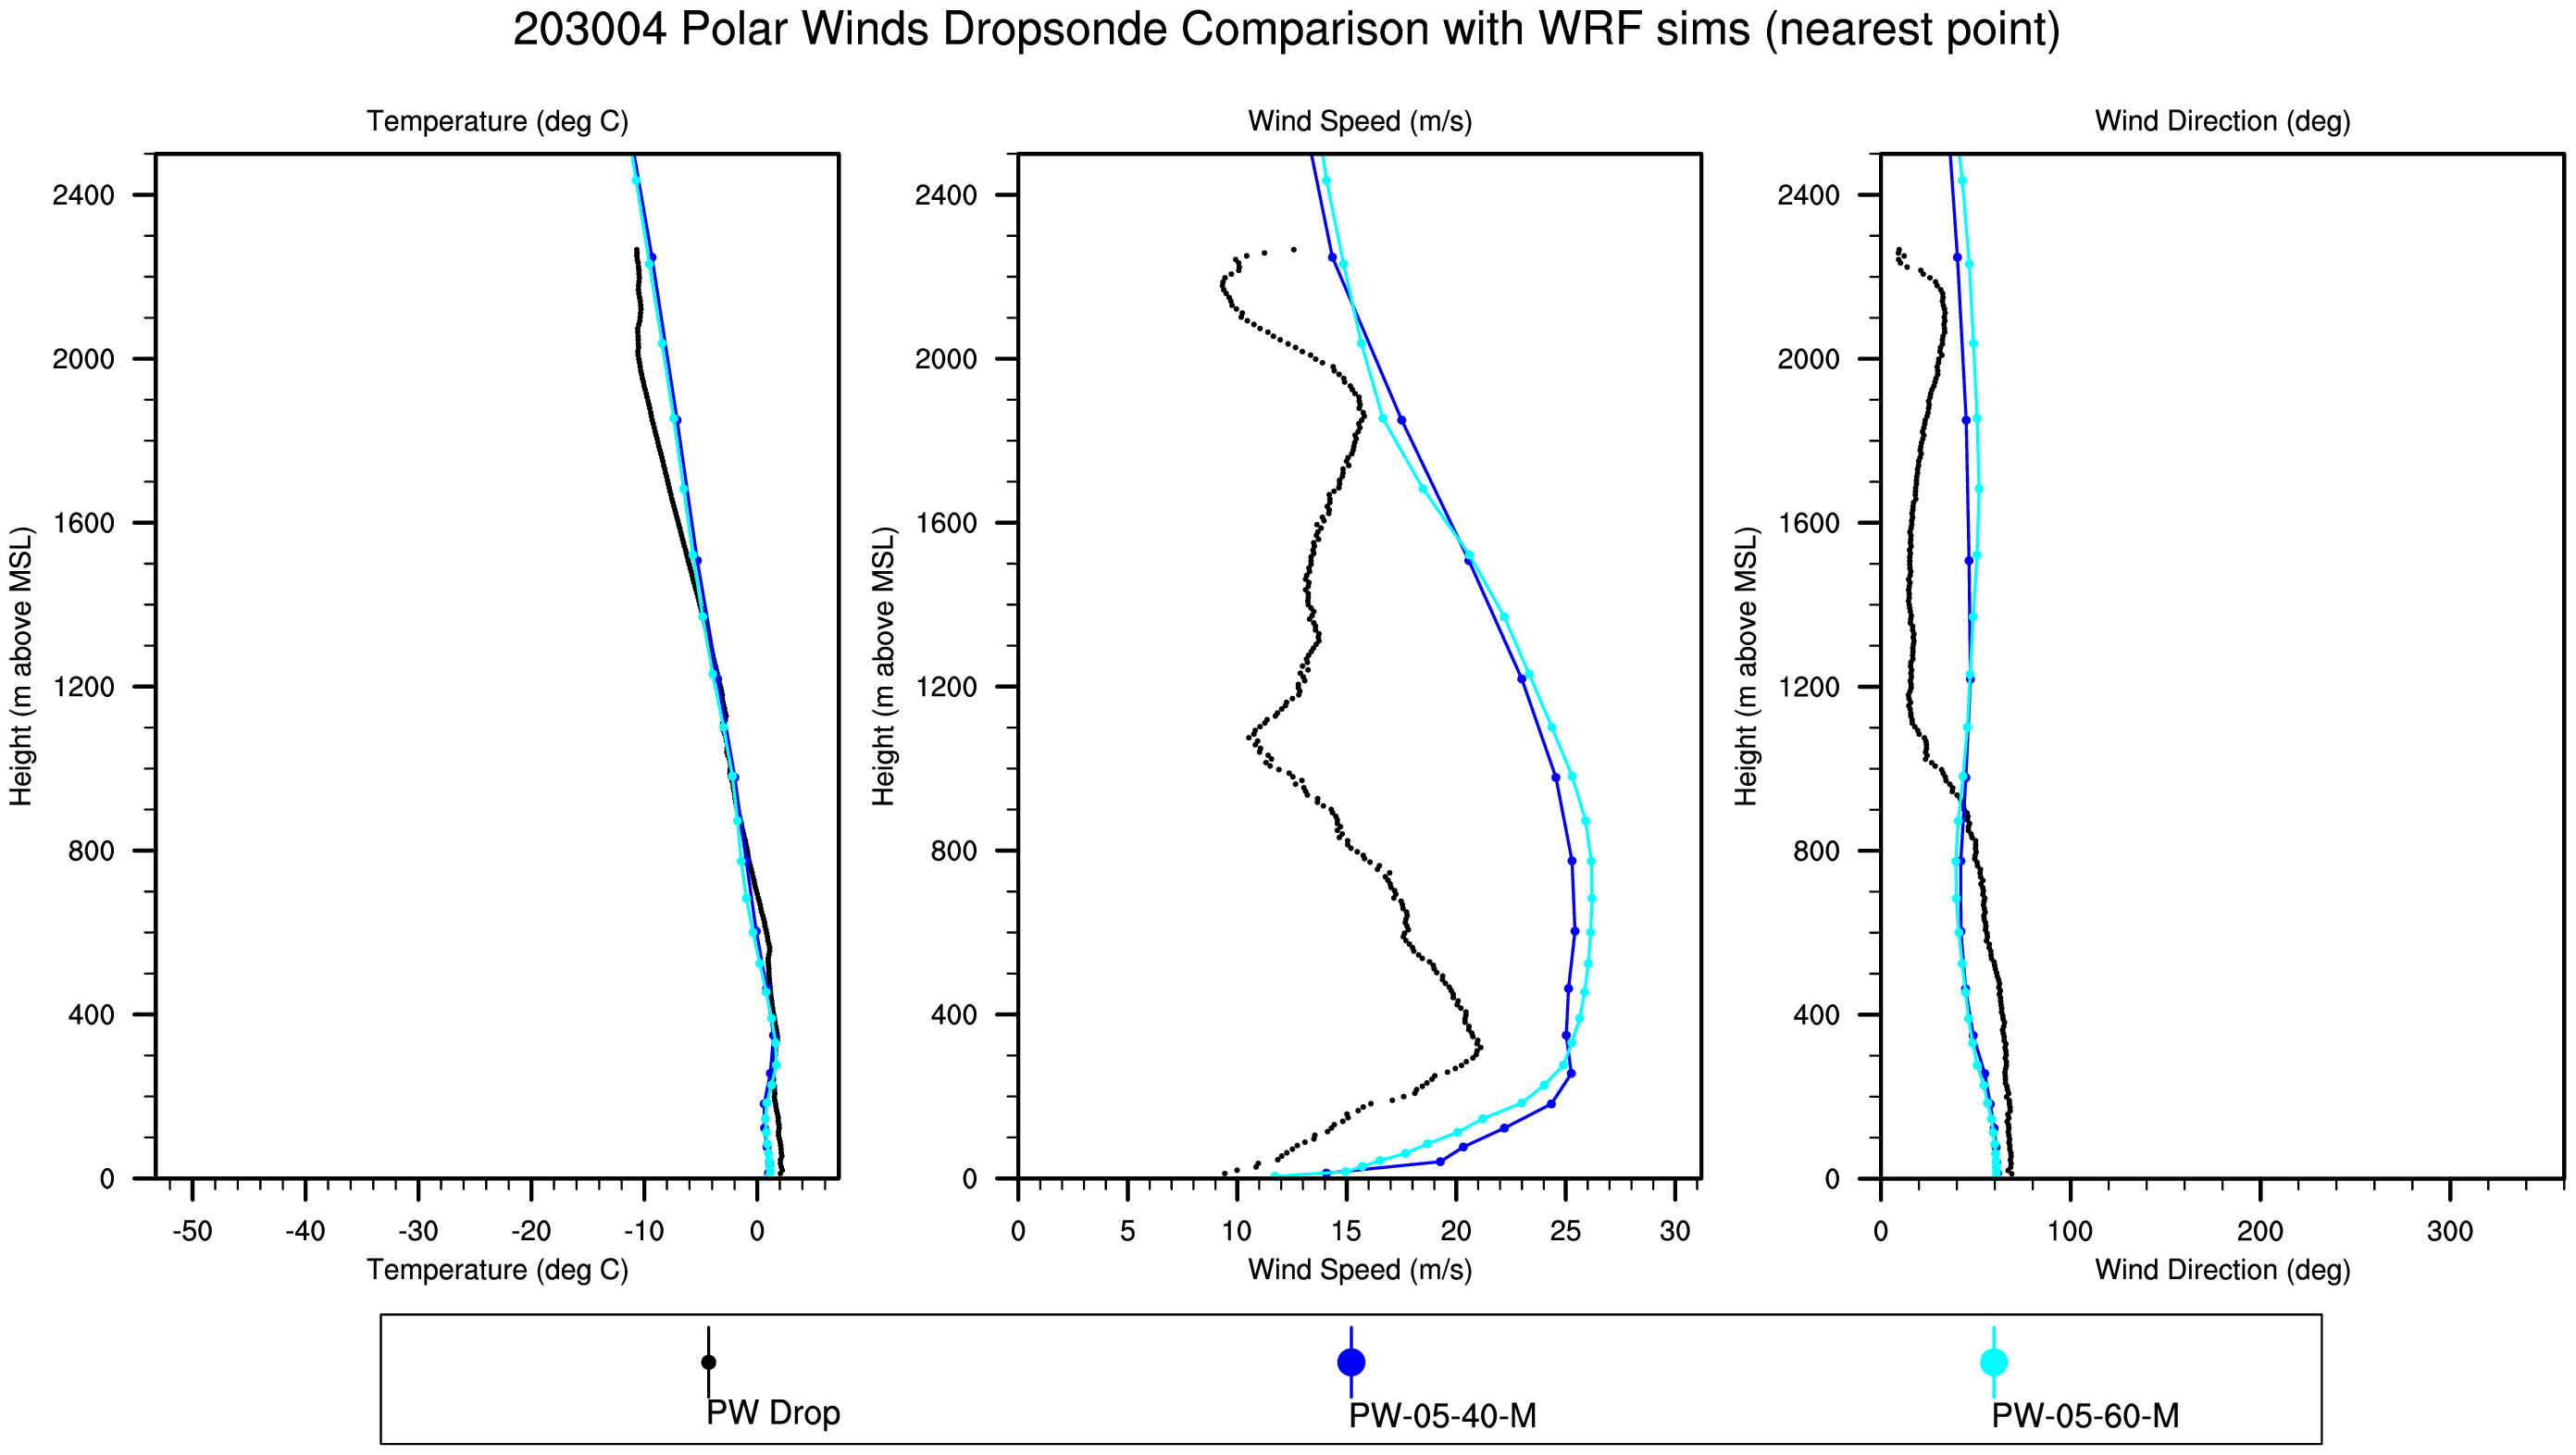 203004 Polar Winds Dropsonde Comparison with WRF sims (nearest point)
Temperature (deg C)
Wind Speed (m/s)
Wind Direction (deg)
Height (m above MSL)
2400
2000
1600
1200
800
400
0
-50 -40 -30 -20 -10 0
Temperature (deg C)
Height (m above MSL)
2400
2000
1600
1200
800
400
0
0 5 10 15 20 25 30
Wind Speed (m/s)
Height (m above MSL)
2400
2000
1600
1200
800
400
0
0 100 200 300
Wind Direction (deg)
PW Drop
PW-05-40-M
PW-05-60-M